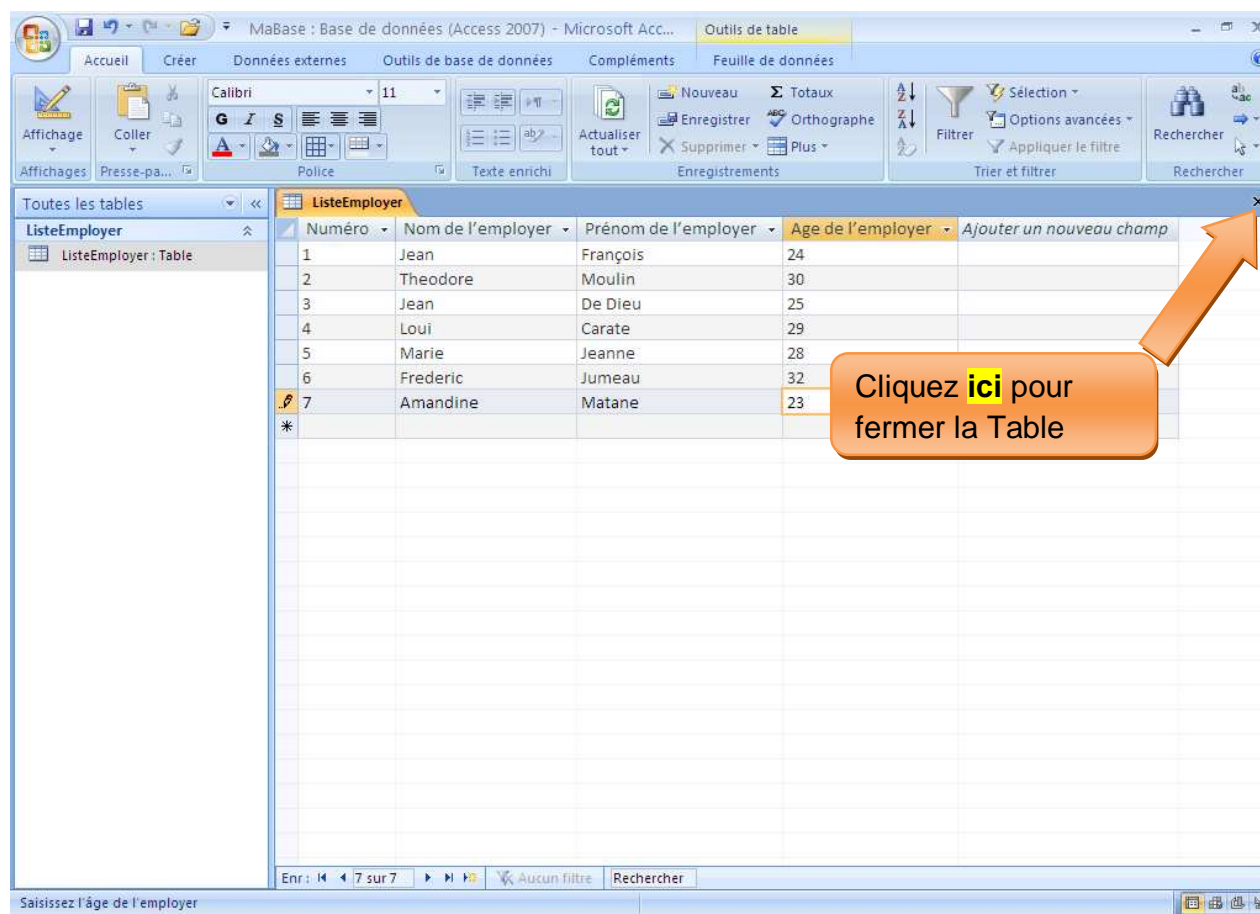 MaBase : Base de données (Access 2007) - Microsoft Acc... Outils de table
Accueil Créer Données externes Outils de base de données Compléments Feuille de données
Affichage
Coller
Calibri 11
G I S
A
Actualiser tout
Nouveau Σ Totaux
Enregistrer Orthographe
Supprimer Plus
Filtrer
Sélection
Options avancées
Appliquer le filtre
Rechercher
Affichages Presse-pa... Police Texte enrichi Enregistrements Trier et filtrer Rechercher
Toutes les tables
ListeEmployer
ListeEmployer : Table
ListeEmployer
Numéro Nom de l'employer Prénom de l'employer Age de l'employer Ajouter un nouveau champ
1 Jean François 24
2 Theodore Moulin 30
3 Jean De Dieu 25
4 Loui Carate 29
5 Marie Jeanne 28
6 Frederic Jumeau 32
7 Amandine Matane 23
Cliquez ici pour
fermer la Table
Enr : 7 sur 7 Aucun filtre Rechercher
Saisissez l'âge de l'employer